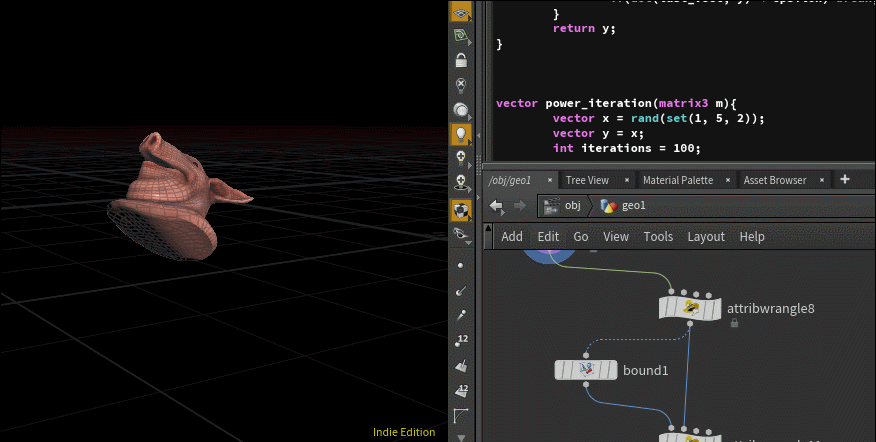 }
return y;
}
vector power_iteration(matrix3 m){
vector x = rand(set(1, 5, 2));
vector y = x;
int iterations = 100;
/obj/geo1 × Tree View × Material Palette × Asset Browser × +
obj geo1
Add Edit Go View Tools Layout Help
attribwrangle8
bound1
12
12
Indie Edition